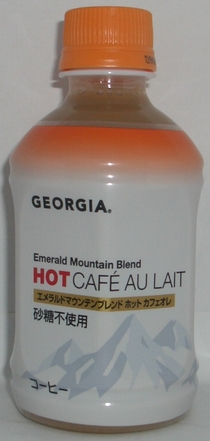 GEORGIA®
Emerald Mountain Blend
HOT CAFÉ AU LAIT
エメラルドマウンテンブレンド ホット カフェオレ
砂糖不使用
コーヒー